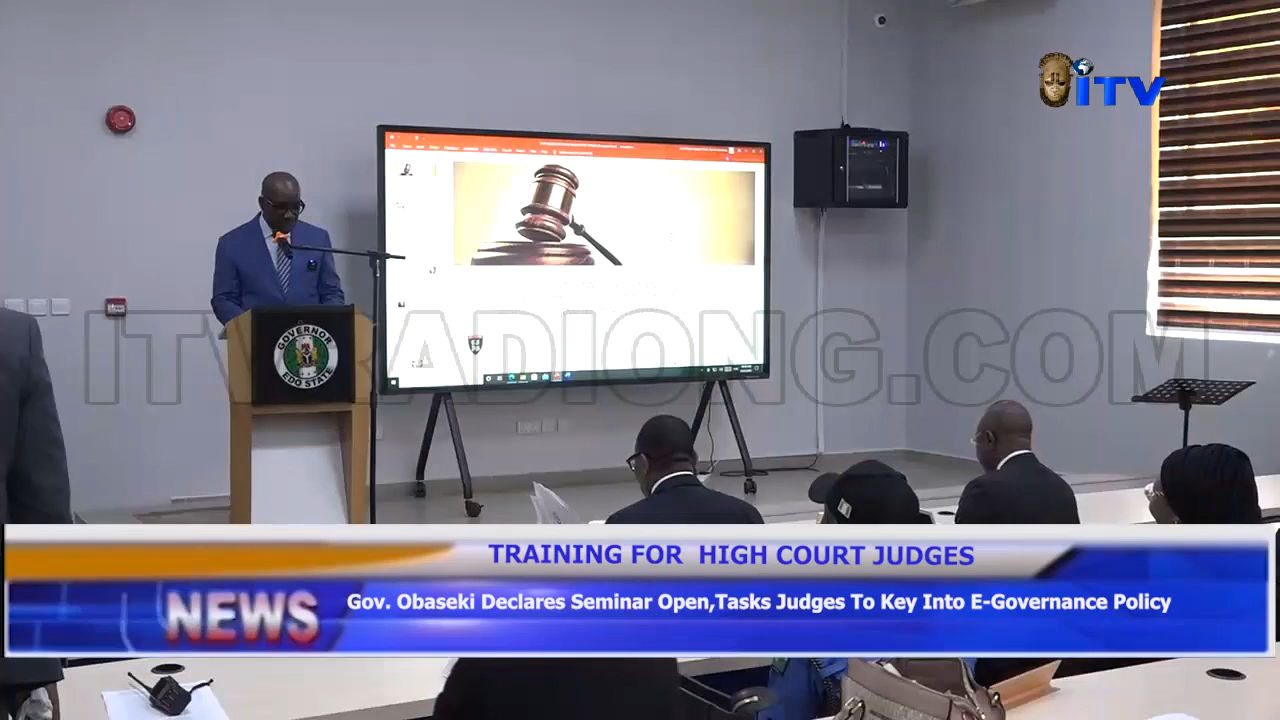 iTV
GOVERNOR
EDO STATE
ITVRADIONG.COM
TRAINING FOR HIGH COURT JUDGES
NEWS
Gov. Obaseki Declares Seminar Open,Tasks Judges To Key Into E-Governance Policy